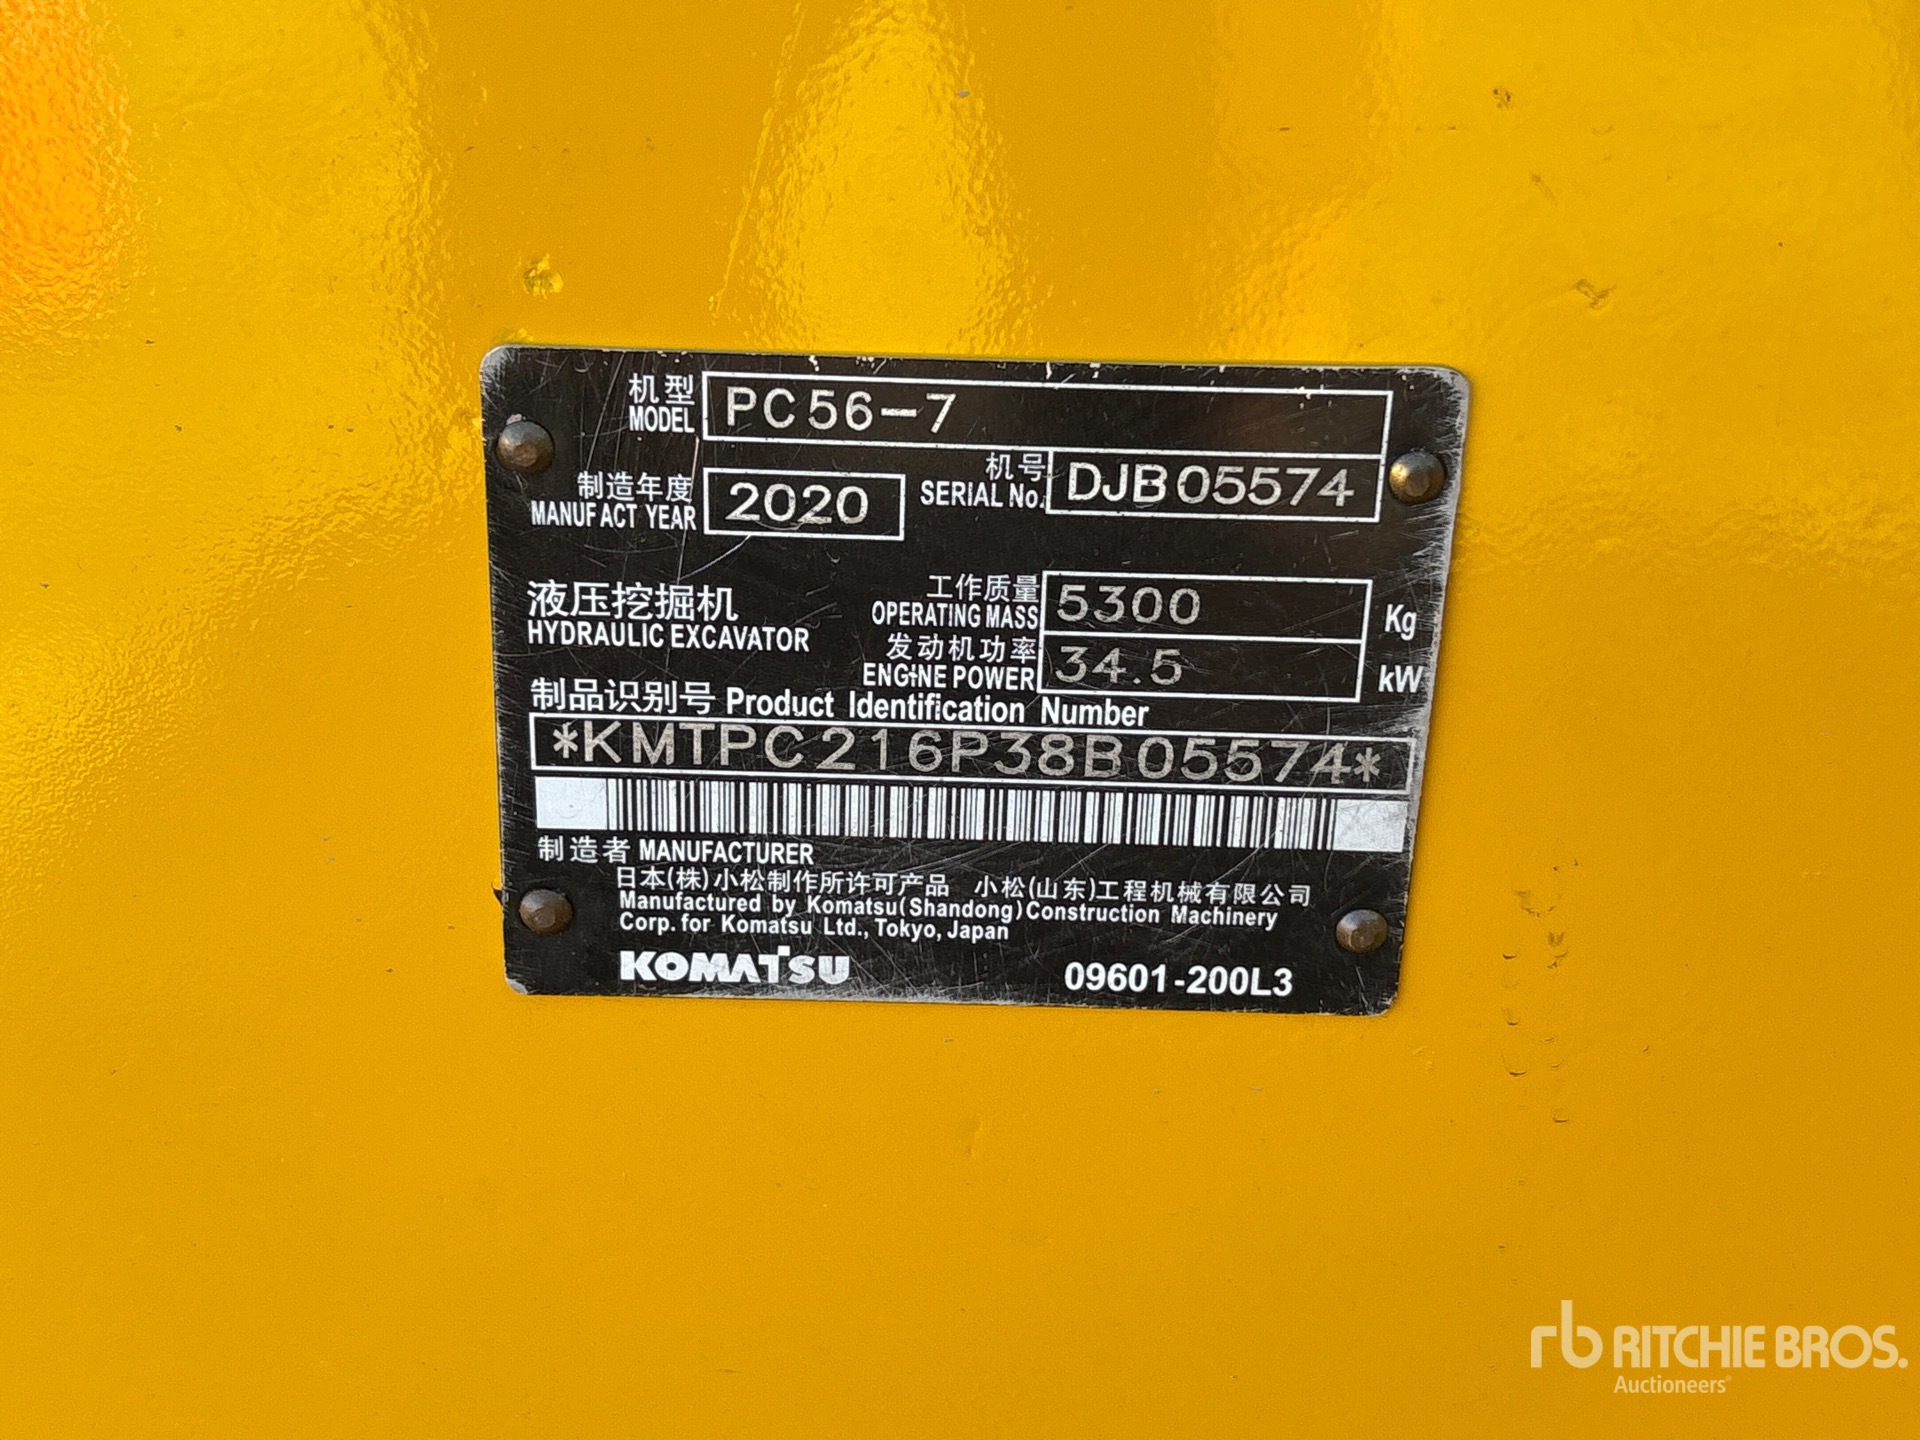 机型
MODEL PC56-7
制造年度
MANUFACT YEAR 2020
机号
SERIAL No. DJB05574
液压挖掘机
HYDRAULIC EXCAVATOR
工作质量
OPERATING MASS 5300 Kg
发动机功率
ENGINE POWER 34.5 kW
制品识别号 Product Identification Number
*KMTPC216P38B05574*
制造者 MANUFACTURER
日本(株)小松制作所许可产品 小松(山东)工程机械有限公司
Manufactured by Komatsu(Shandong)Construction Machinery
Corp. for Komatsu Ltd., Tokyo, Japan
KOMATSU 09601-200L3
rb RITCHIE BROS.
Auctioneers